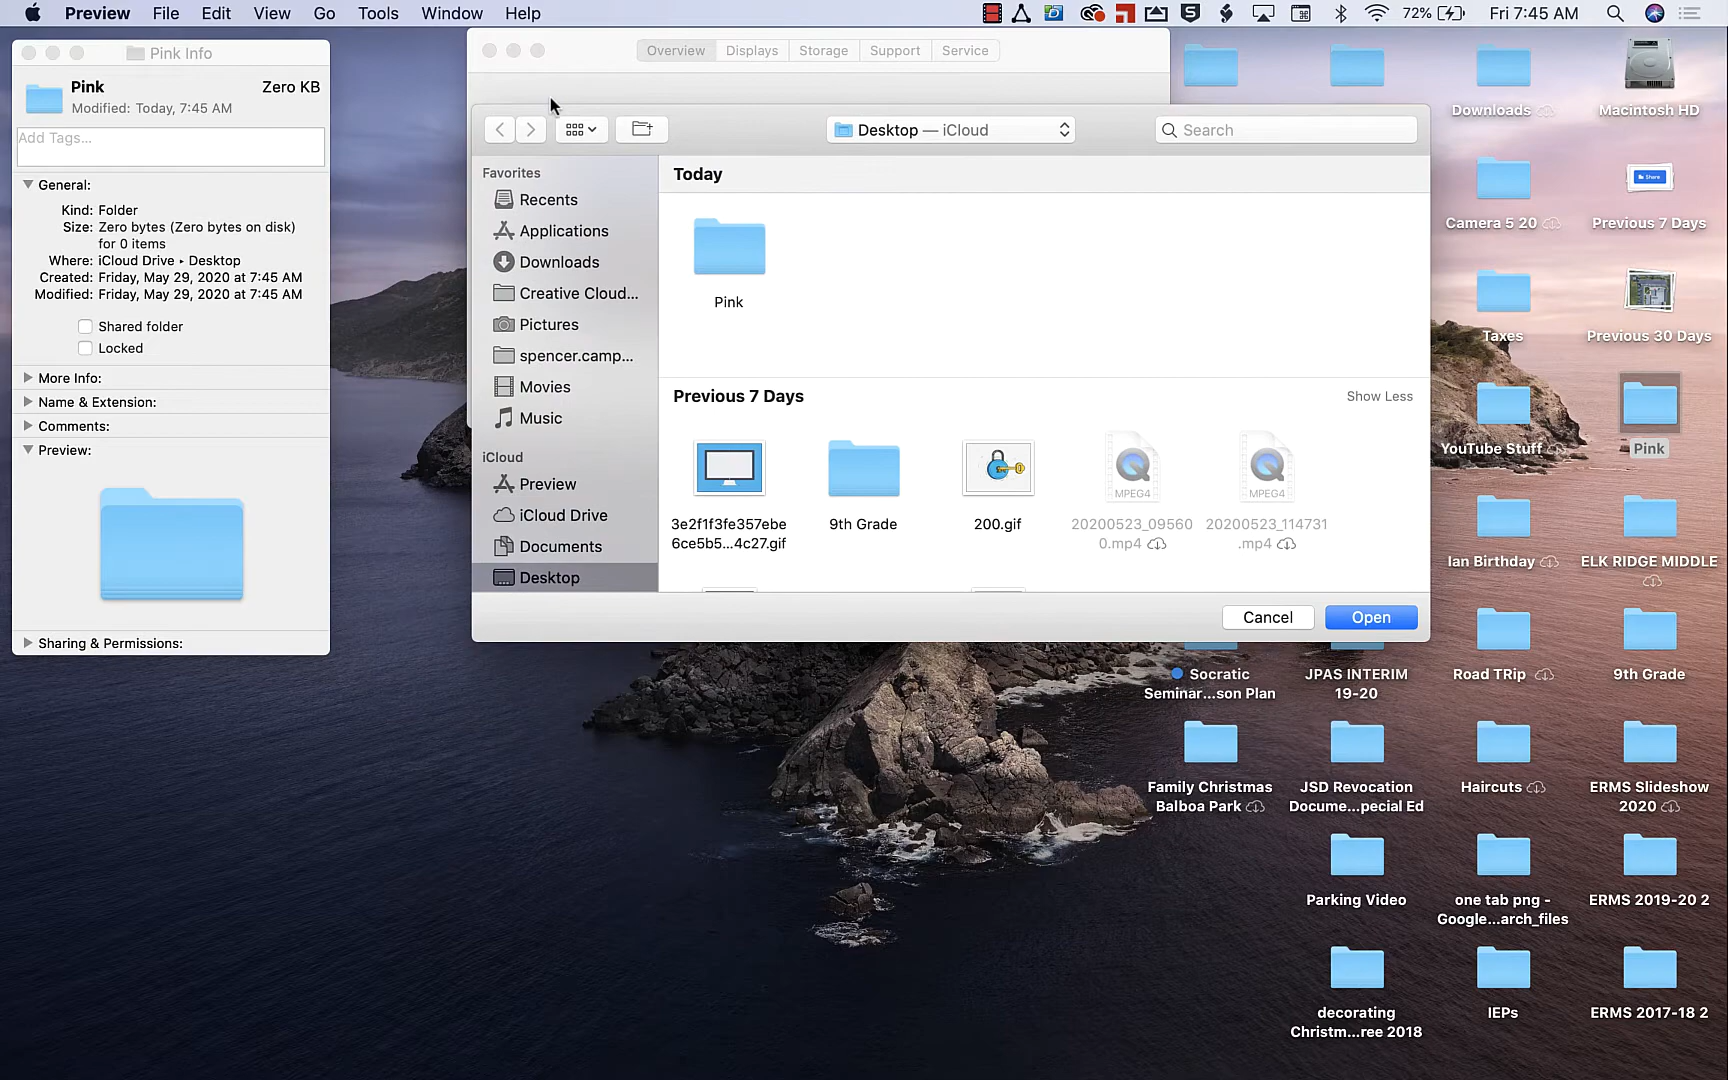 Preview File Edit View Go Tools Window Help 72% Fri 7:45 AM
Pink Info
Pink Zero KB
Modified: Today, 7:45 AM
Add Tags...
General:
Kind: Folder
Size: Zero bytes (Zero bytes on disk)
for 0 items
Where: iCloud Drive ▸ Desktop
Created: Friday, May 29, 2020 at 7:45 AM
Modified: Friday, May 29, 2020 at 7:45 AM
Shared folder
Locked
More Info:
Name & Extension:
Comments:
Preview:
Sharing & Permissions:
Overview Displays Storage Support Service
Desktop — iCloud
Search
Favorites
Recents
Applications
Downloads
Creative Cloud...
Pictures
spencer.camp...
Movies
Music
iCloud
Preview
iCloud Drive
Documents
Desktop
Today
Pink
Previous 7 Days Show Less
3e2f1f3fe357ebe
6ce5b5...4c27.gif
9th Grade
200.gif
MPEG4
20200523_09560
0.mp4
MPEG4
20200523_114731
.mp4
Cancel Open
Downloads
Macintosh HD
Camera 5 20
Share
Previous 7 Days
Taxes
Previous 30 Days
YouTube Stuff
Pink
Ian Birthday
ELK RIDGE MIDDLE
Socratic
Seminar...son Plan
JPAS INTERIM
19-20
Road TRip
9th Grade
Family Christmas
Balboa Park
JSD Revocation
Docume...pecial Ed
Haircuts
ERMS Slideshow
2020
Parking Video
one tab png -
Google...arch_files
ERMS 2019-20 2
decorating
Christm...ree 2018
IEPs
ERMS 2017-18 2